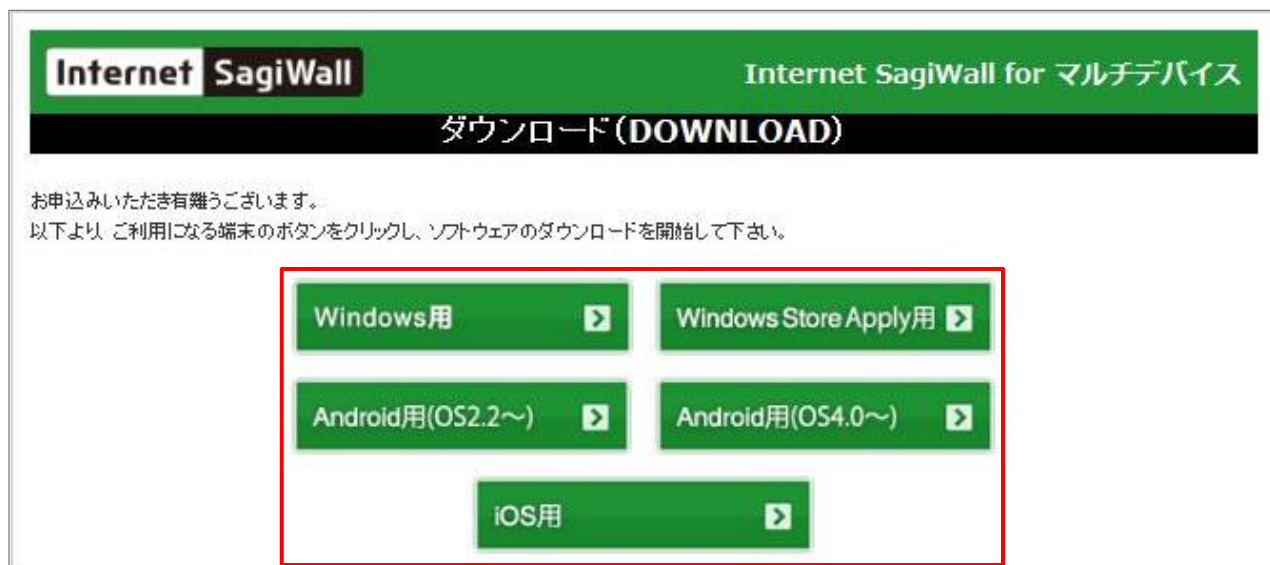 Internet SagiWall
Internet SagiWall for マルチデバイス
ダウンロード(DOWNLOAD)
お申込みいただき有難うございます。
以下より、ご利用になる端末のボタンをクリックし、ソフトウェアのダウンロードを開始して下さい。
Windows用
Windows Store Apply用
Android用(OS2.2～)
Android用(OS4.0～)
iOS用